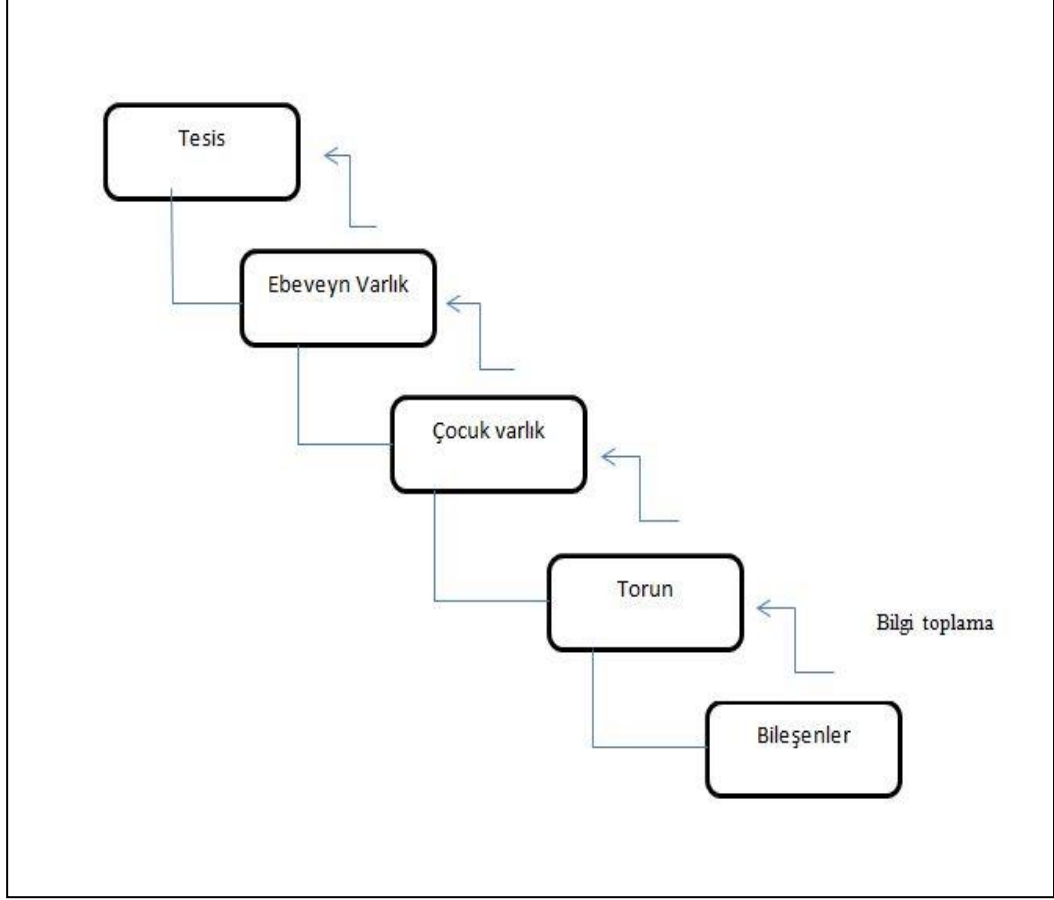 Tesis
Ebeveyn Varlık
Çocuk varlık
Torun
Bilgi toplama
Bileşenler